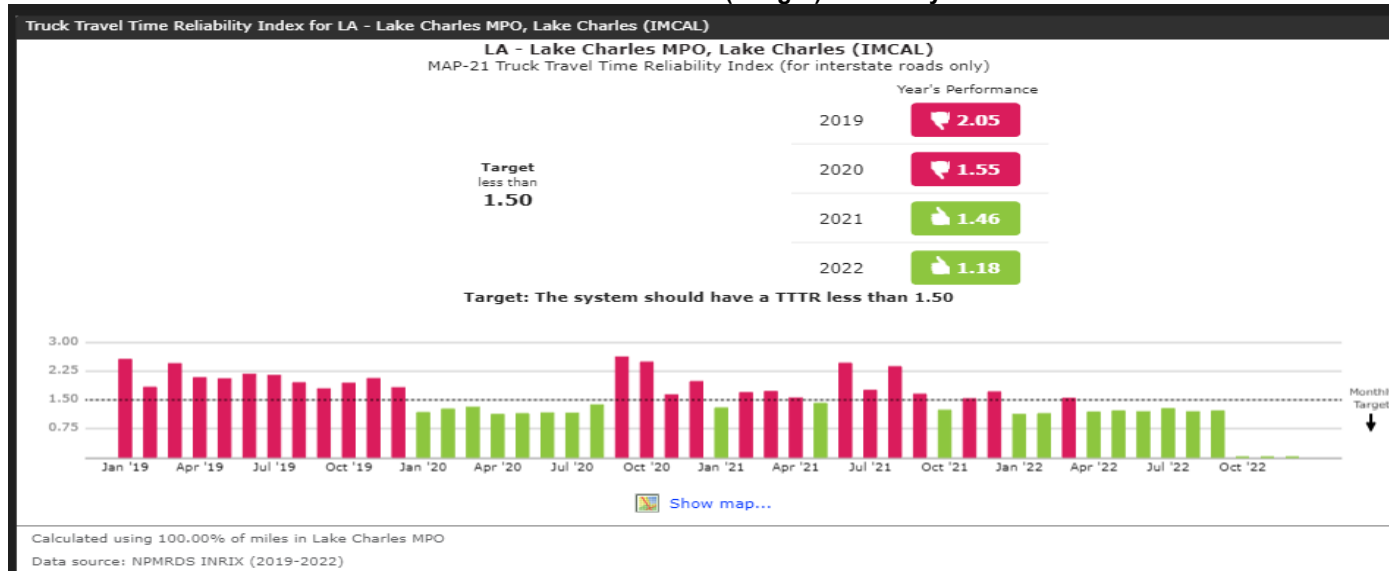 Truck Travel Time Reliability Index for LA - Lake Charles MPO, Lake Charles (IMCAL)
LA - Lake Charles MPO, Lake Charles (IMCAL)
MAP-21 Truck Travel Time Reliability Index (for interstate roads only)
Year's Performance
2019 2.05
Target
less than
1.50
2020 1.55
2021 1.46
2022 1.18
Target: The system should have a TTTR less than 1.50
3.00
2.25
1.50
0.75
Monthly
Target
Jan '19 Apr '19 Jul '19 Oct '19 Jan '20 Apr '20 Jul '20 Oct '20 Jan '21 Apr '21 Jul '21 Oct '21 Jan '22 Apr '22 Jul '22 Oct '22
Show map...
Calculated using 100.00% of miles in Lake Charles MPO
Data source: NPMRDS INRIX (2019-2022)